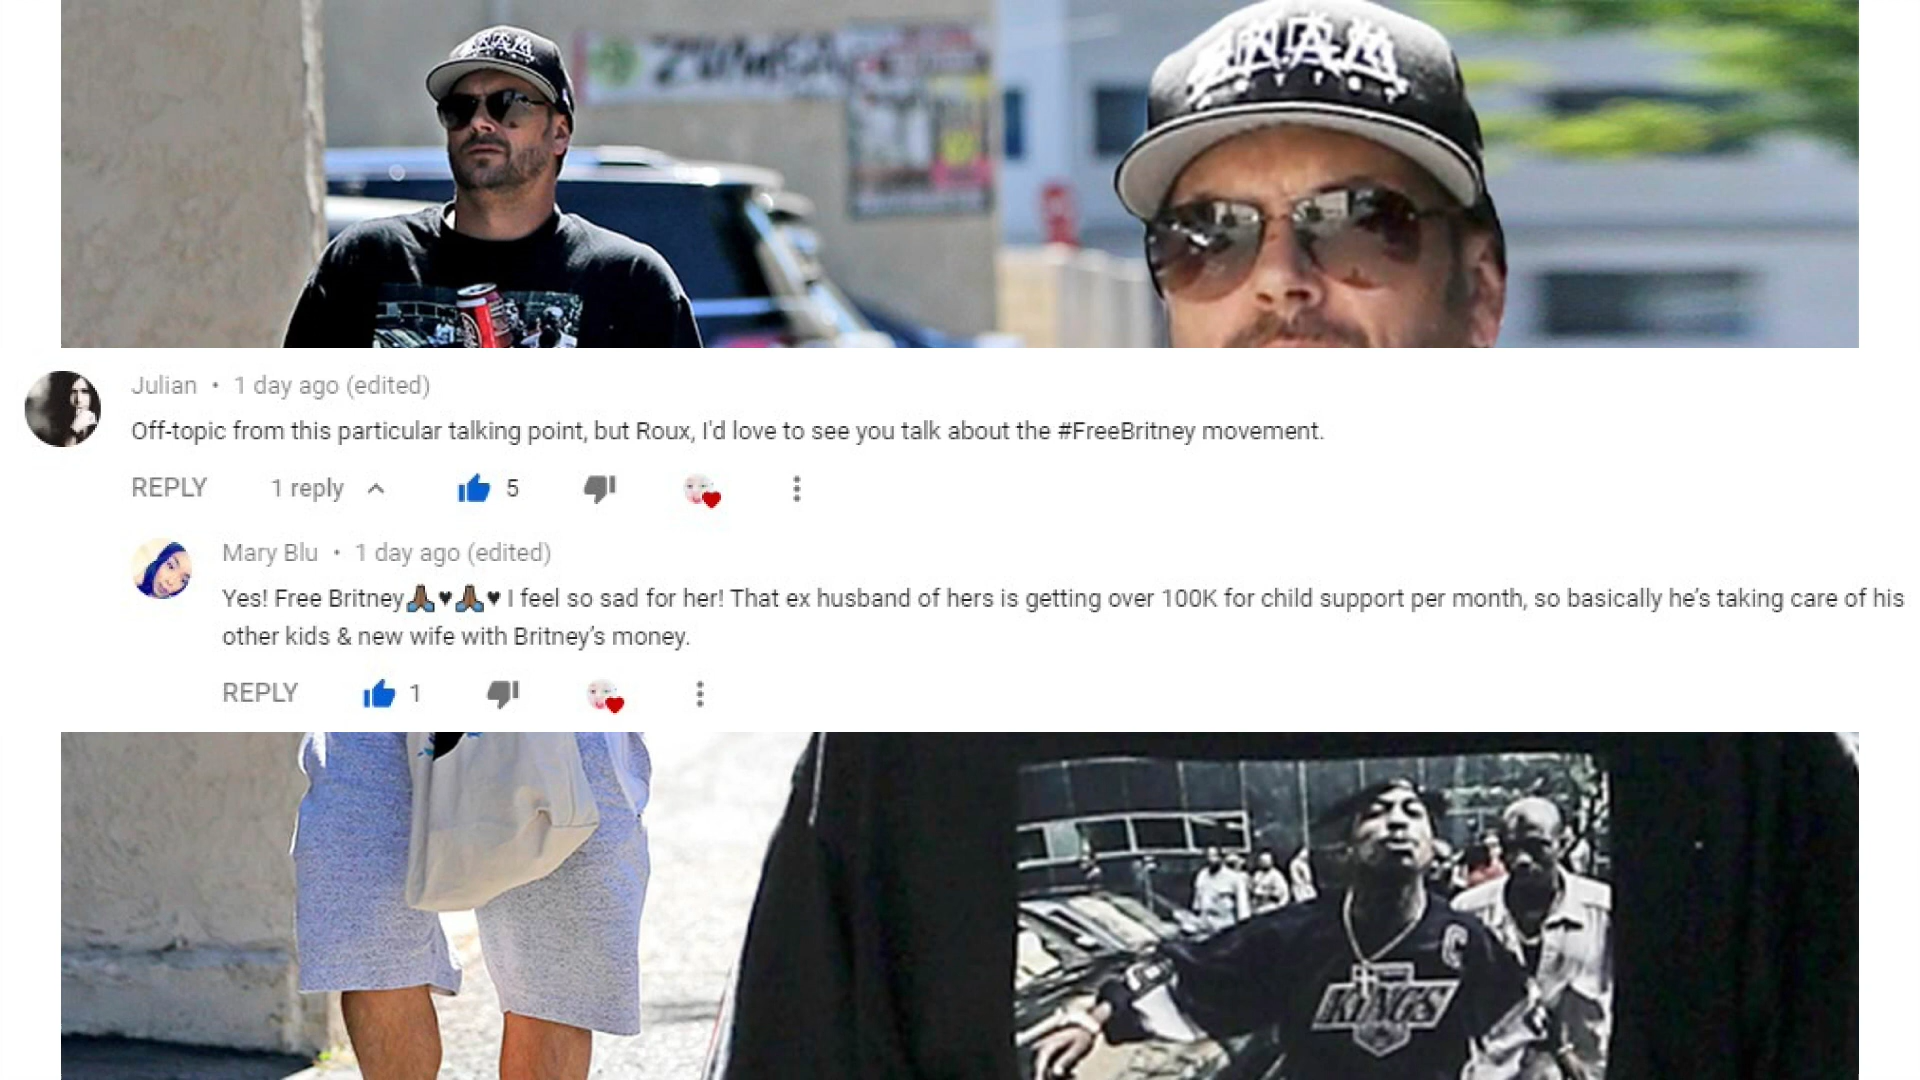 ZUMBA
Julian • 1 day ago (edited)
Off-topic from this particular talking point, but Roux, I'd love to see you talk about the #FreeBritney movement.
REPLY 1 reply 5
Mary Blu • 1 day ago (edited)
Yes! Free Britney🙏🏾♥🙏🏾♥ I feel so sad for her! That ex husband of hers is getting over 100K for child support per month, so basically he's taking care of his
other kids & new wife with Britney's money.
REPLY 1
C
KINGS